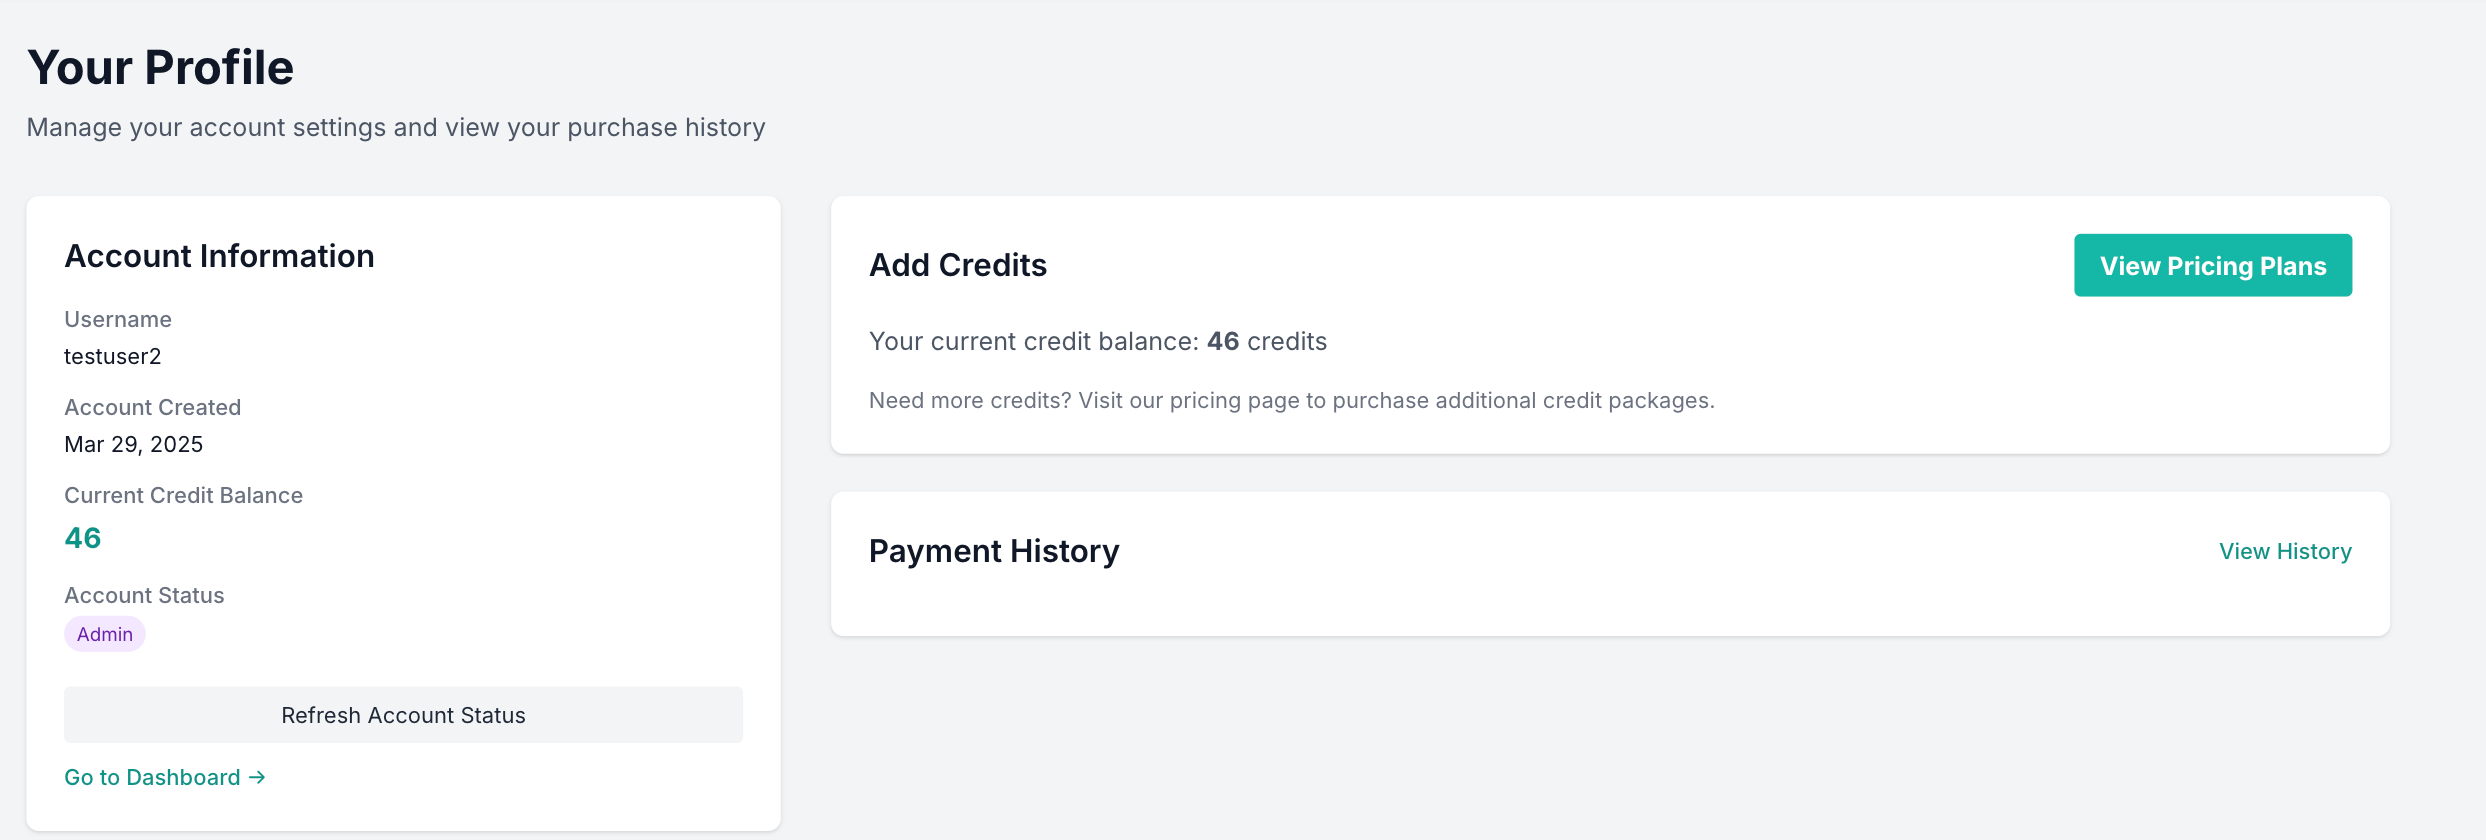 Your Profile
Manage your account settings and view your purchase history
Account Information
Username
testuser2
Account Created
Mar 29, 2025
Current Credit Balance
46
Account Status
Admin
Refresh Account Status
Go to Dashboard →
Add Credits
View Pricing Plans
Your current credit balance: 46 credits
Need more credits? Visit our pricing page to purchase additional credit packages.
Payment History
View History